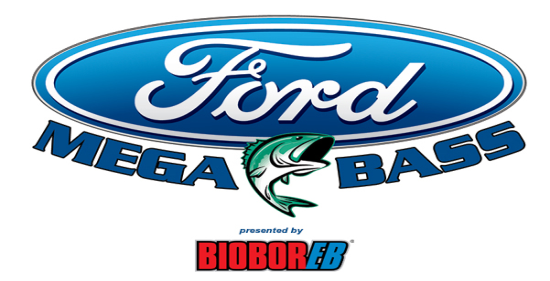 Ford
MEGA BASS
presented by
BIOBOR EB®